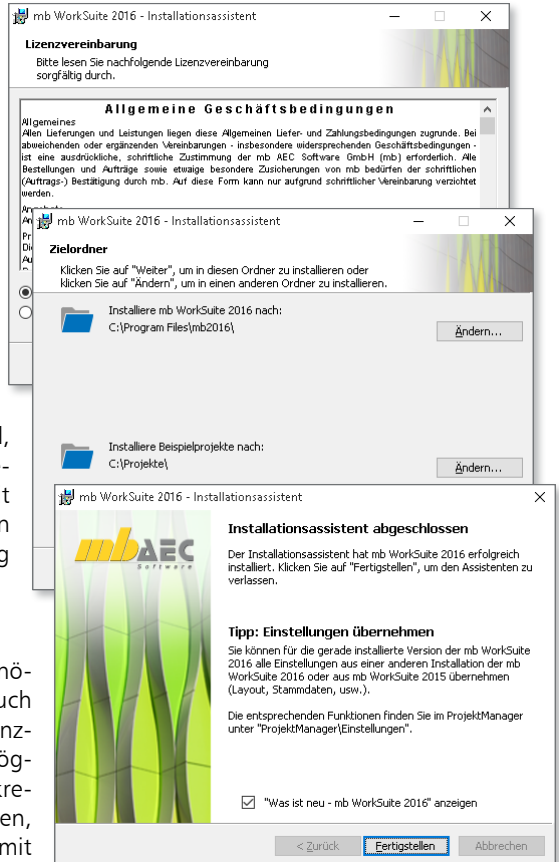 mb WorkSuite 2016 - Installationsassistent
Lizenzvereinbarung
Bitte lesen Sie nachfolgende Lizenzvereinbarung
sorgfältig durch.
Allgemeine Geschäftsbedingungen
Allgemeines
Allen Lieferungen und Leistungen liegen diese Allgemeinen Liefer- und Zahlungsbedingungen zugrunde. Bei
abweichenden oder ergänzenden Vereinbarungen - insbesondere widersprechenden Geschäftsbedingungen -
ist eine ausdrückliche, schriftliche Zustimmung der mb AEC Software GmbH (mb) erforderlich. Alle
Bestellungen und Aufträge sowie etwaige besondere Zusicherungen von mb bedürfen der schriftlichen
(Auftrags-) Bestätigung durch mb. Auf diese Form kann nur aufgrund schriftlicher Vereinbarung verzichtet
werden.
mb WorkSuite 2016 - Installationsassistent
Zielordner
Klicken Sie auf "Weiter", um in diesen Ordner zu installieren oder
klicken Sie auf "Ändern", um in einen anderen Ordner zu installieren.
Installiere mb WorkSuite 2016 nach:
C:\Program Files\mb2016\
Ändern...
Installiere Beispielprojekte nach:
C:\Projekte\
Ändern...
mb WorkSuite 2016 - Installationsassistent
mb AEC
Software
Installationsassistent abgeschlossen
Der Installationsassistent hat mb WorkSuite 2016 erfolgreich
installiert. Klicken Sie auf "Fertigstellen", um den Assistenten zu
verlassen.
Tipp: Einstellungen übernehmen
Sie können für die gerade installierte Version der mb WorkSuite
2016 alle Einstellungen aus einer anderen Installation der mb
WorkSuite 2016 oder aus mb WorkSuite 2015 übernehmen
(Layout, Stammdaten, usw.).
Die entsprechenden Funktionen finden Sie im ProjektManager
unter "ProjektManager\Einstellungen".
"Was ist neu - mb WorkSuite 2016" anzeigen
< Zurück Fertigstellen Abbrechen
mit